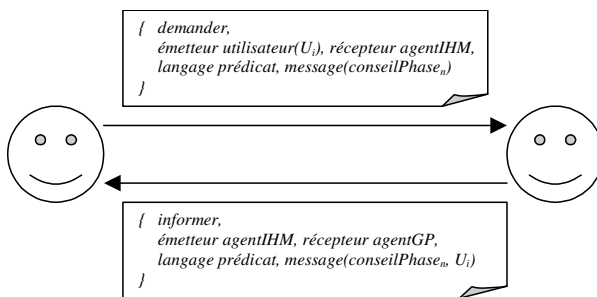 { demander,
émetteur utilisateur(Ui), récepteur agentIHM,
langage prédicat, message(conseilPhasen)
}
{ informer,
émetteur agentIHM, récepteur agentGP,
langage prédicat, message(conseilPhasen, Ui)
}